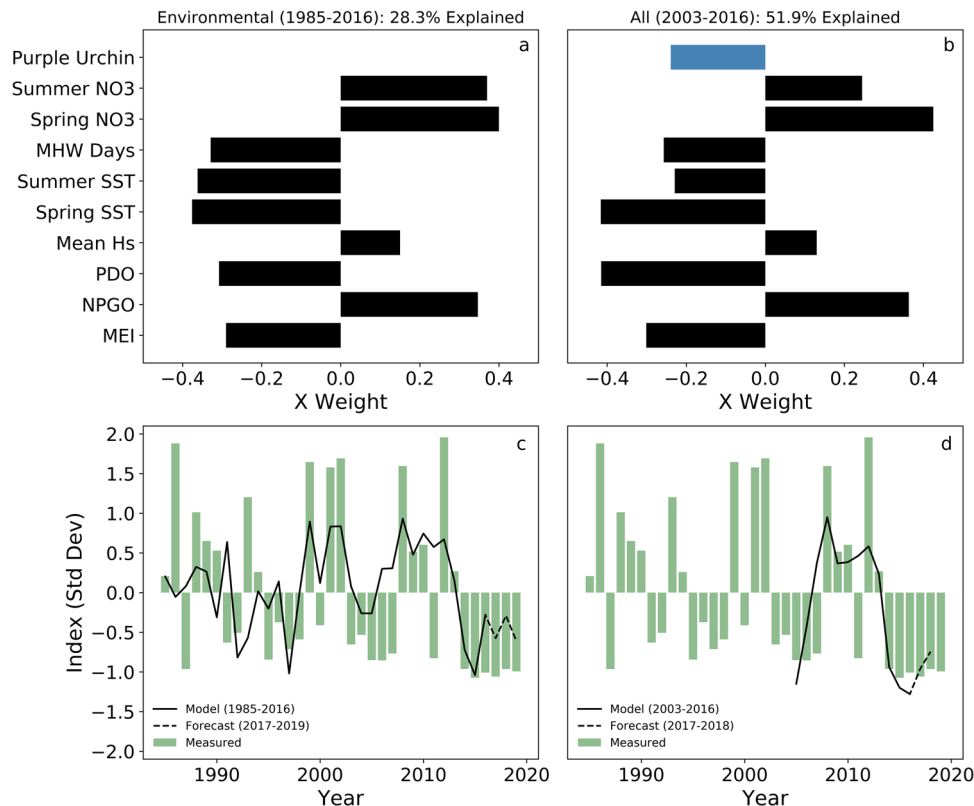 Environmental (1985-2016): 28.3% Explained
a
Purple Urchin
Summer NO3
Spring NO3
MHW Days
Summer SST
Spring SST
Mean Hs
PDO
NPGO
MEI
−0.4 −0.2 0.0 0.2 0.4
X Weight
All (2003-2016): 51.9% Explained
b
−0.4 −0.2 0.0 0.2 0.4
X Weight
c
Index (Std Dev)
2.0
1.5
1.0
0.5
0.0
−0.5
−1.0
−1.5
−2.0
Model (1985-2016)
Forecast (2017-2019)
Measured
1990 2000 2010 2020
Year
d
Model (2003-2016)
Forecast (2017-2018)
Measured
1990 2000 2010 2020
Year